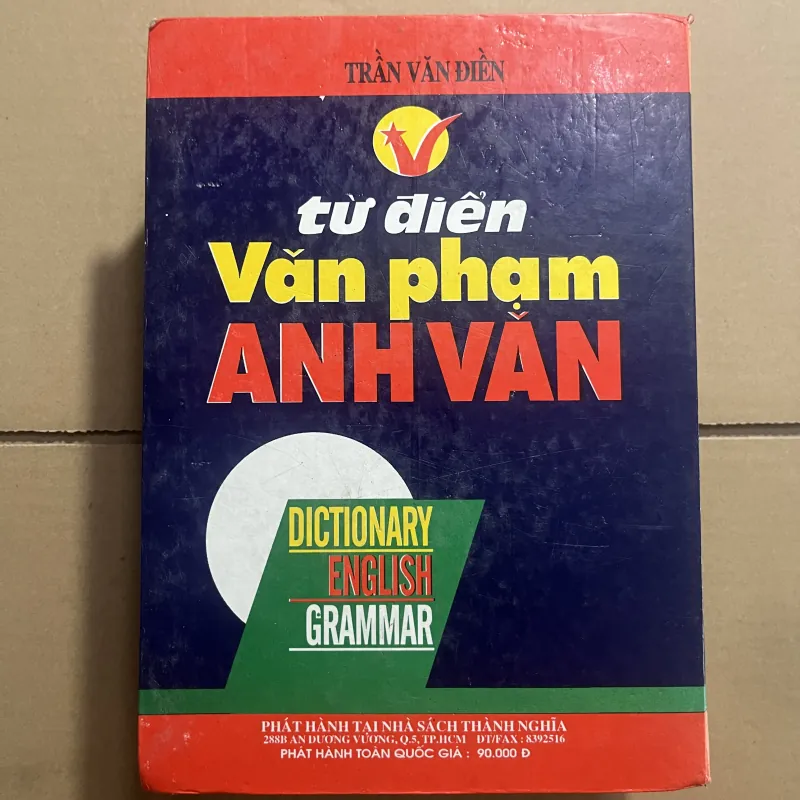 TRẦN VĂN ĐIỀN
từ điển
Văn phạm
ANH VĂN
DICTIONARY
ENGLISH
GRAMMAR
PHÁT HÀNH TẠI NHÀ SÁCH THÀNH NGHĨA
288B AN DƯƠNG VƯƠNG, Q.5, TP.HCM ĐT/FAX : 8392516
PHÁT HÀNH TOÀN QUỐC GIÁ : 90.000 Đ